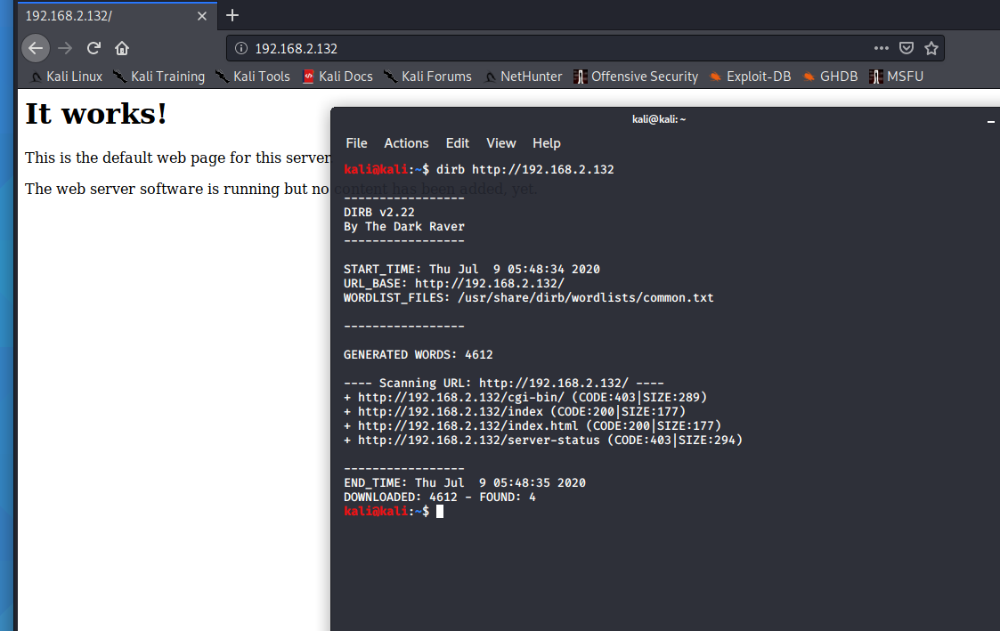 192.168.2.132/
192.168.2.132
Kali Linux Kali Training Kali Tools Kali Docs Kali Forums NetHunter Offensive Security Exploit-DB GHDB MSFU
It works!
This is the default web page for this server
The web server software is running but no content has been added, yet.
kali@kali: ~
File Actions Edit View Help
kali@kali:~$ dirb http://192.168.2.132
-----------------
DIRB v2.22
By The Dark Raver
-----------------
START_TIME: Thu Jul  9 05:48:34 2020
URL_BASE: http://192.168.2.132/
WORDLIST_FILES: /usr/share/dirb/wordlists/common.txt
-----------------
GENERATED WORDS: 4612
---- Scanning URL: http://192.168.2.132/ ----
+ http://192.168.2.132/cgi-bin/ (CODE:403|SIZE:289)
+ http://192.168.2.132/index (CODE:200|SIZE:177)
+ http://192.168.2.132/index.html (CODE:200|SIZE:177)
+ http://192.168.2.132/server-status (CODE:403|SIZE:294)
-----------------
END_TIME: Thu Jul  9 05:48:35 2020
DOWNLOADED: 4612 - FOUND: 4
kali@kali:~$